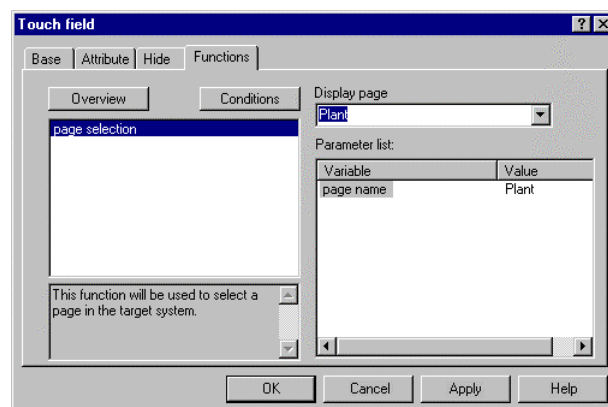 Touch field
Base Attribute Hide Functions
Overview Conditions
page selection
This function will be used to select a
page in the target system.
Display page
Plant
Parameter list:
Variable Value
page name Plant
OK Cancel Apply Help